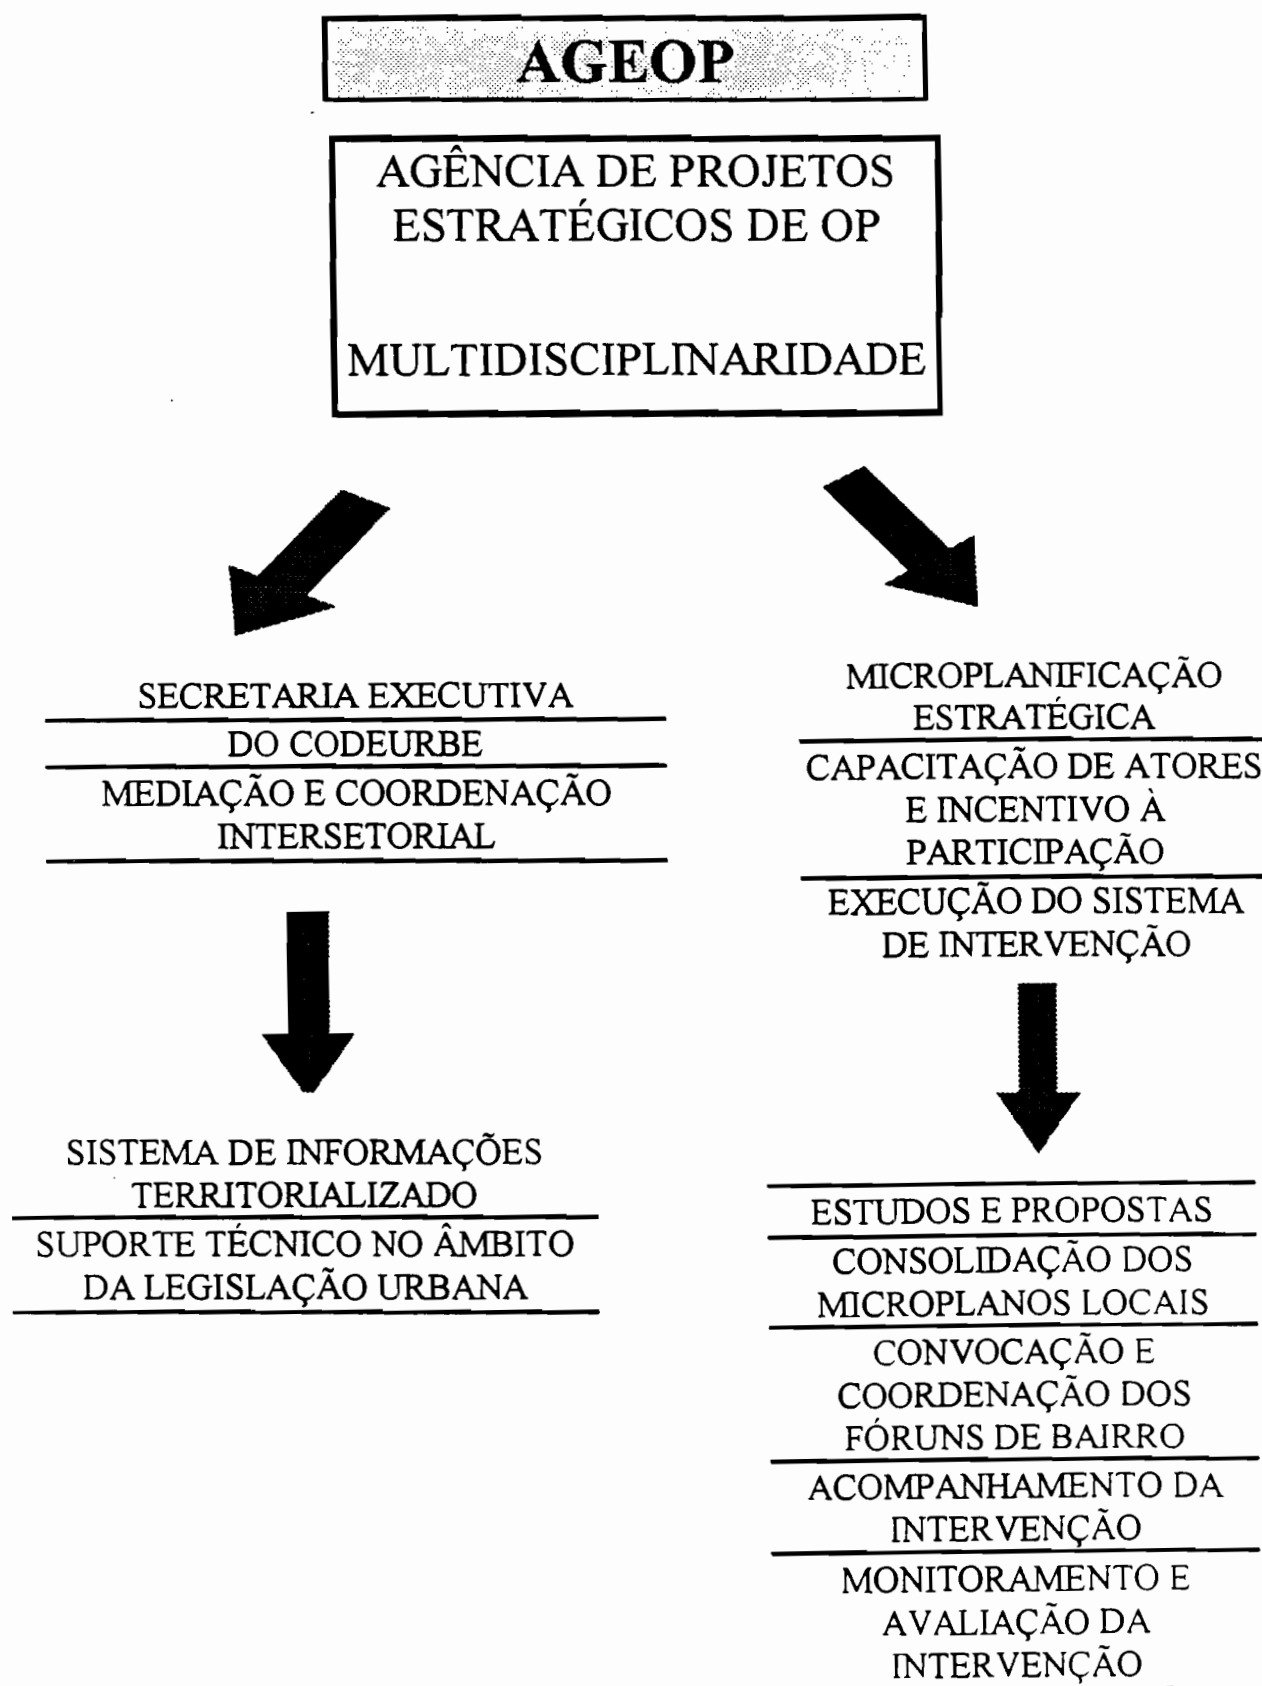 AGEOP
AGÊNCIA DE PROJETOS
ESTRATÉGICOS DE OP
MULTIDISCIPLINARIDADE
SECRETARIA EXECUTIVA
DO CODEURBE
MEDIAÇÃO E COORDENAÇÃO
INTERSETORIAL
SISTEMA DE INFORMAÇÕES
TERRITORIALIZADO
SUPORTE TÉCNICO NO ÂMBITO
DA LEGISLAÇÃO URBANA
MICROPLANIFICAÇÃO
ESTRATÉGICA
CAPACITAÇÃO DE ATORES
E INCENTIVO À
PARTICIPAÇÃO
EXECUÇÃO DO SISTEMA
DE INTERVENÇÃO
ESTUDOS E PROPOSTAS
CONSOLIDAÇÃO DOS
MICROPLANOS LOCAIS
CONVOCAÇÃO E
COORDENAÇÃO DOS
FÓRUNS DE BAIRRO
ACOMPANHAMENTO DA
INTERVENÇÃO
MONITORAMENTO E
AVALIAÇÃO DA
INTERVENÇÃO